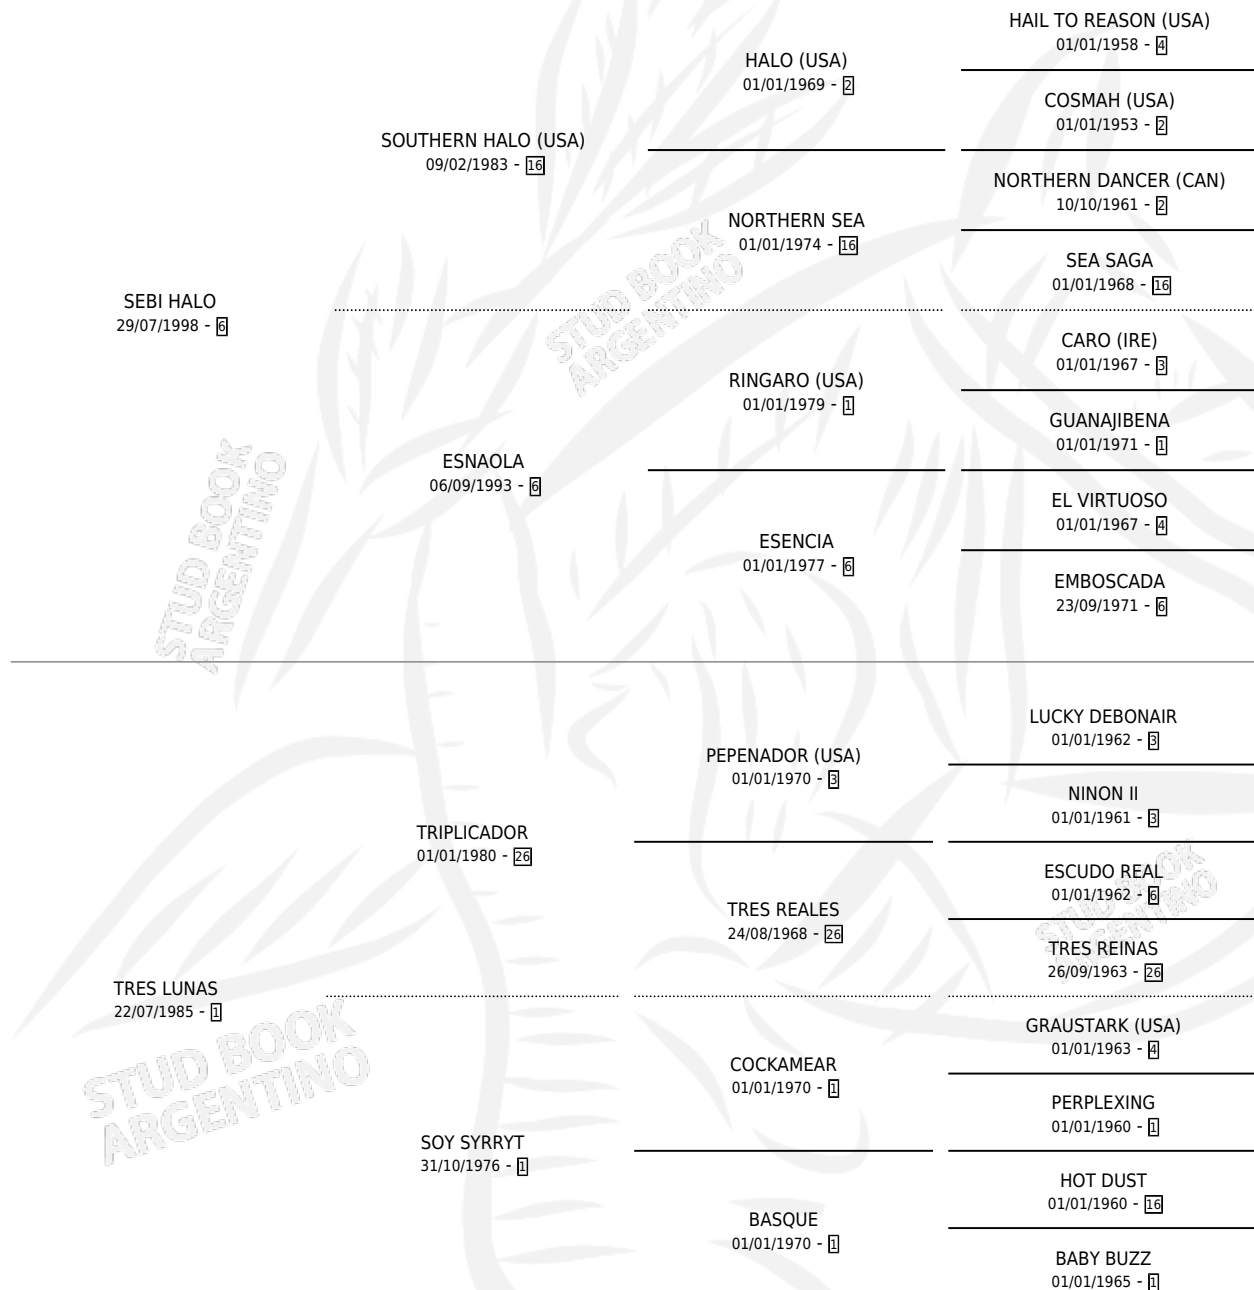 HAIL TO REASON (USA)
01/01/1958 - 4
HALO (USA)
01/01/1969 - 2
COSMAH (USA)
01/01/1953 - 2
SOUTHERN HALO (USA)
09/02/1983 - 16
NORTHERN DANCER (CAN)
10/10/1961 - 2
NORTHERN SEA
01/01/1974 - 16
SEA SAGA
01/01/1968 - 16
SEBI HALO
29/07/1998 - 6
STUD BOOK
ARGENTINO
CARO (IRE)
01/01/1967 - 3
RINGARO (USA)
01/01/1979 - 1
GUANAJIBENA
01/01/1971 - 1
ESNAOLA
06/09/1993 - 6
EL VIRTUOSO
01/01/1967 - 4
ESENCIA
01/01/1977 - 6
EMBOSCADA
23/09/1971 - 6
STUD BOOK
ARGENTINO
LUCKY DEBONAIR
01/01/1962 - 3
PEPENADOR (USA)
01/01/1970 - 3
NINON II
01/01/1961 - 3
TRIPLICADOR
01/01/1980 - 26
ESCUDO REAL
01/01/1962 - 6
TRES REALES
24/08/1968 - 26
STUD BOOK
ARGENTINO
TRES REINAS
26/09/1963 - 26
TRES LUNAS
22/07/1985 - 1
STUD BOOK
ARGENTINO
GRAUSTARK (USA)
01/01/1963 - 4
COCKAMEAR
01/01/1970 - 1
PERPLEXING
01/01/1960 - 1
SOY SYRRYT
31/10/1976 - 1
HOT DUST
01/01/1960 - 16
BASQUE
01/01/1970 - 1
BABY BUZZ
01/01/1965 - 1